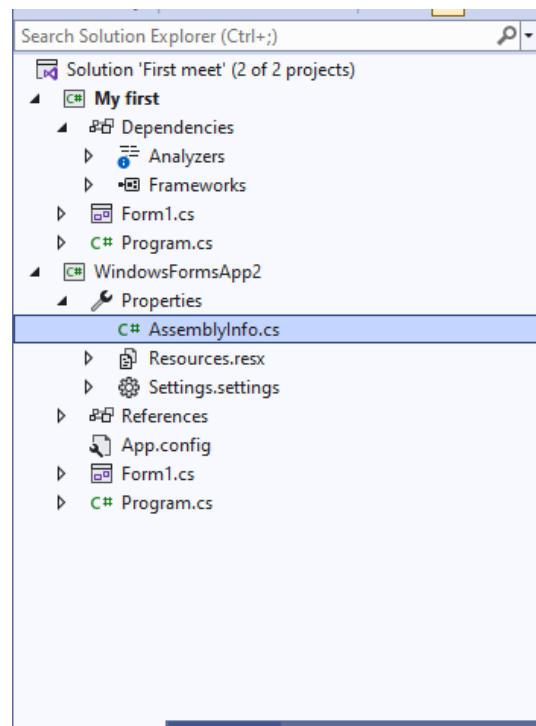 Search Solution Explorer (Ctrl+;)
Solution 'First meet' (2 of 2 projects)
C# My first
Dependencies
Analyzers
Frameworks
Form1.cs
C# Program.cs
C# WindowsFormsApp2
Properties
C# AssemblyInfo.cs
Resources.resx
Settings.settings
References
App.config
Form1.cs
C# Program.cs